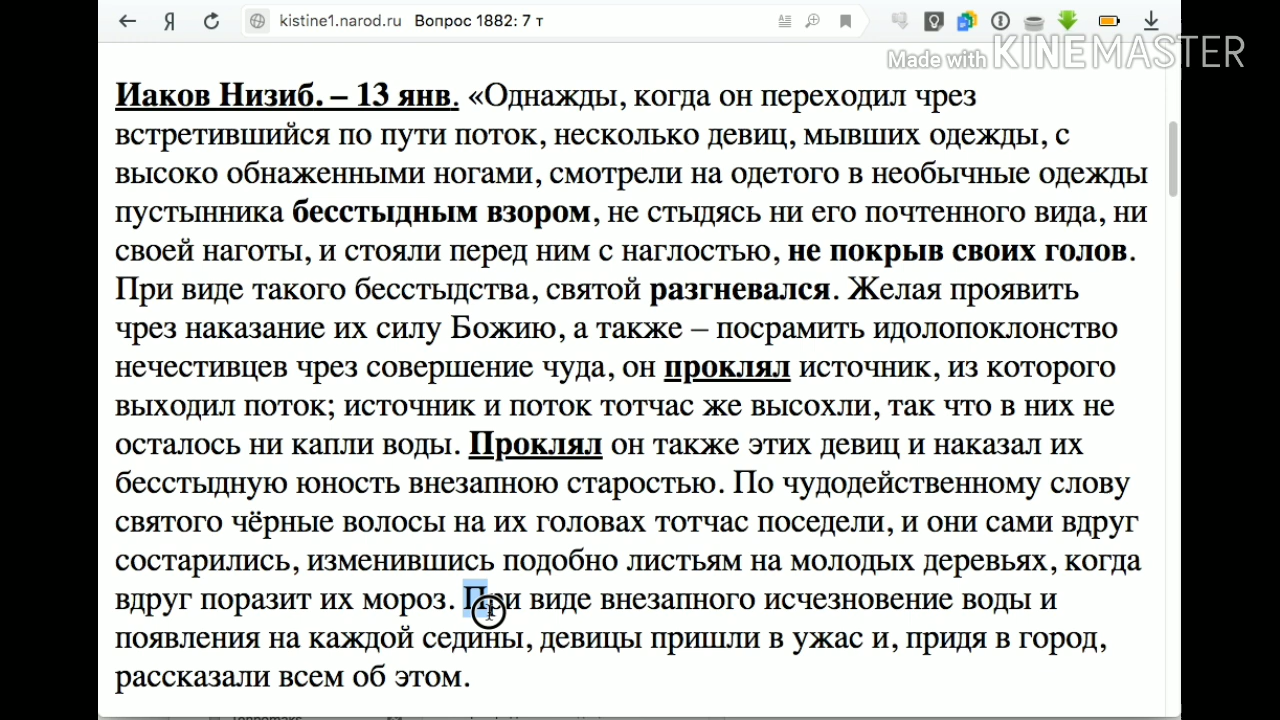 kistine1.narod.ru Вопрос 1882: 7 т
Made with KINEMASTER
Иаков Низиб. – 13 янв. «Однажды, когда он переходил чрез
встретившийся по пути поток, несколько девиц, мывших одежды, с
высоко обнаженными ногами, смотрели на одетого в необычные одежды
пустынника бесстыдным взором, не стыдясь ни его почтенного вида, ни
своей наготы, и стояли перед ним с наглостью, не покрыв своих голов.
При виде такого бесстыдства, святой разгневался. Желая проявить
чрез наказание их силу Божию, а также – посрамить идолопоклонство
нечестивцев чрез совершение чуда, он проклял источник, из которого
выходил поток; источник и поток тотчас же высохли, так что в них не
осталось ни капли воды. Проклял он также этих девиц и наказал их
бесстыдную юность внезапною старостью. По чудодейственному слову
святого чёрные волосы на их головах тотчас поседели, и они сами вдруг
состарились, изменившись подобно листьям на молодых деревьях, когда
вдруг поразит их мороз. При виде внезапного исчезновение воды и
появления на каждой седины, девицы пришли в ужас и, придя в город,
рассказали всем об этом.